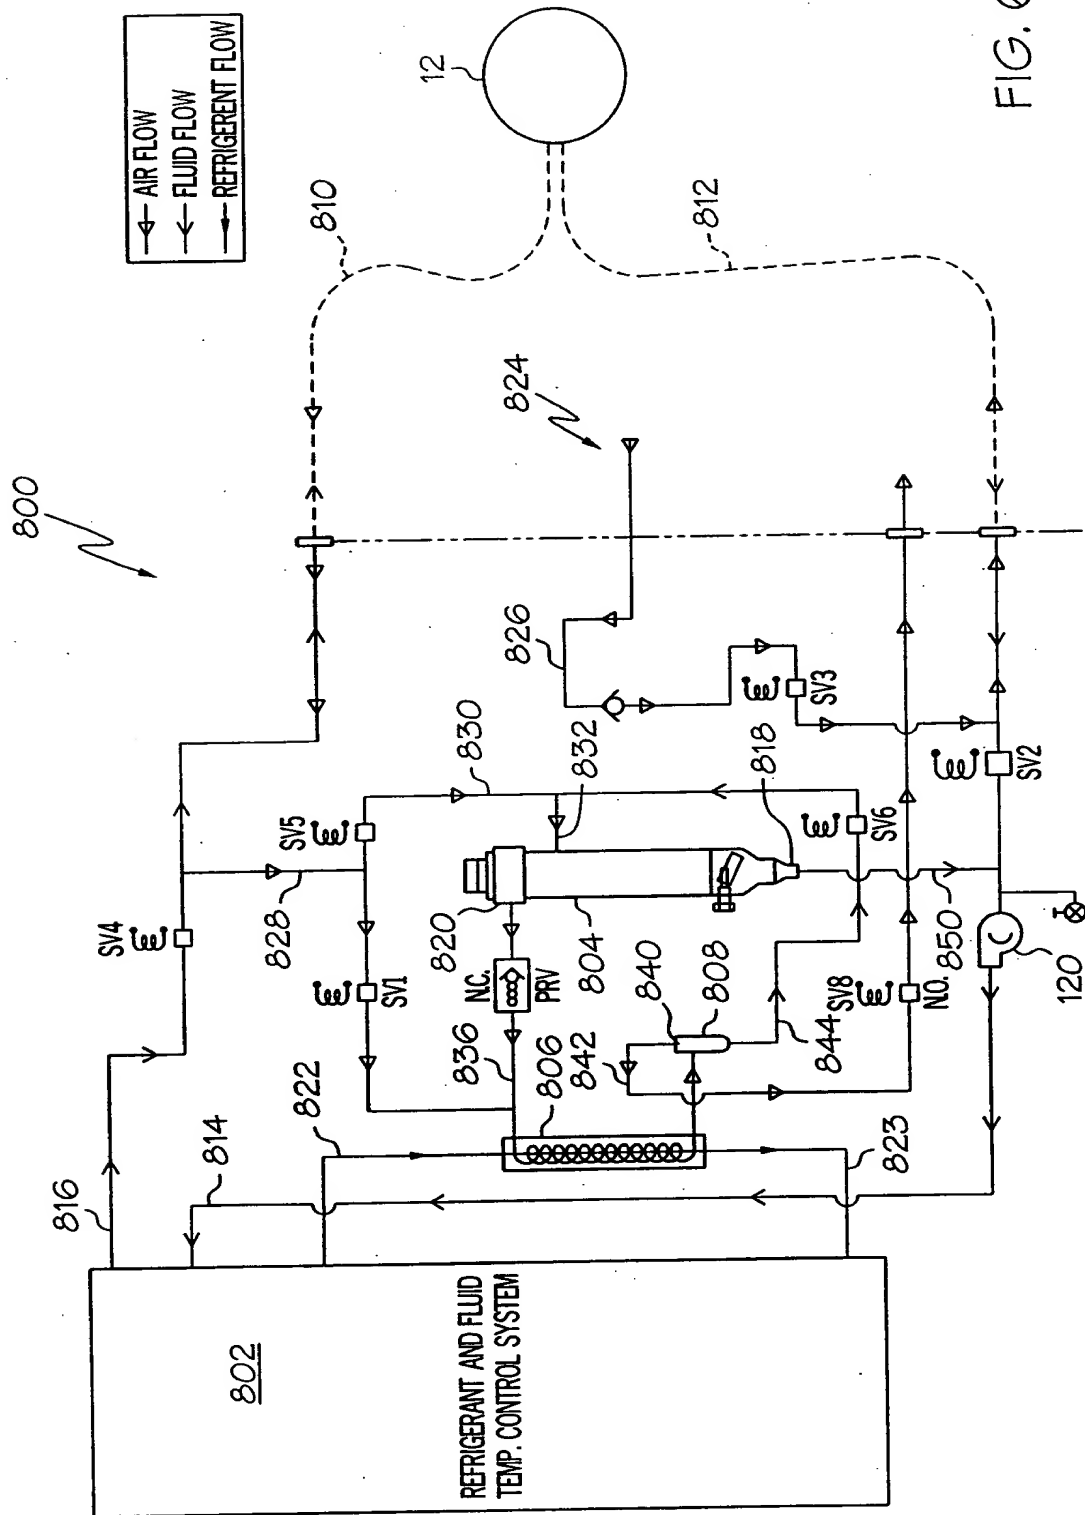 800
AIR FLOW
FLUID FLOW
REFRIGERENT FLOW
12
810
812
824
826
SV3
SV2
SV4
828
SV5
830
832
818
SV6
SV1
820
804
N.C.
PRV
836
806
840
808
842
844
SV8
N.O.
850
120
816
814
822
823
802
REFRIGERANT AND FLUID
TEMP. CONTROL SYSTEM
FIG.